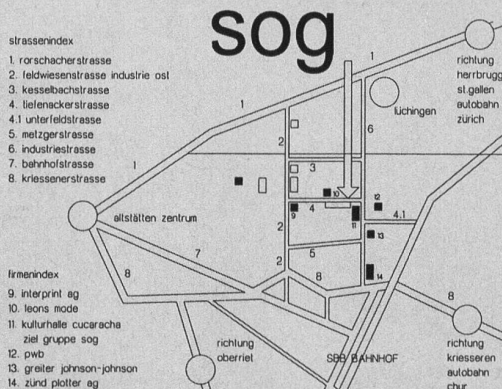 sog
strassenindex
1. rorschacherstrasse
2. feldwiesenstrasse industrie ost
3. kesselbachstrasse
4. tiefenackerstrasse
4.1 unterfeldstrasse
5. metzgerstrasse
6. industriestrasse
7. bahnhofstrasse
8. kriessenerstrasse
1
1
1
richtung
herrbrugg
st.gallen
autobahn
zürich
lüchingen
2
6
3
10
12
9
4
11
4.1
13
2
5
2
8
14
altstätten zentrum
7
8
8
firmenindex
9. interprint ag
10. leons mode
11. kulturhalle cucaracha
ziel gruppe sog
12. pwb
13. greiter johnson-johnson
14. zünd plotter ag
richtung
oberriet
SBB BAHNHOF
richtung
kriesseren
autobahn
chur